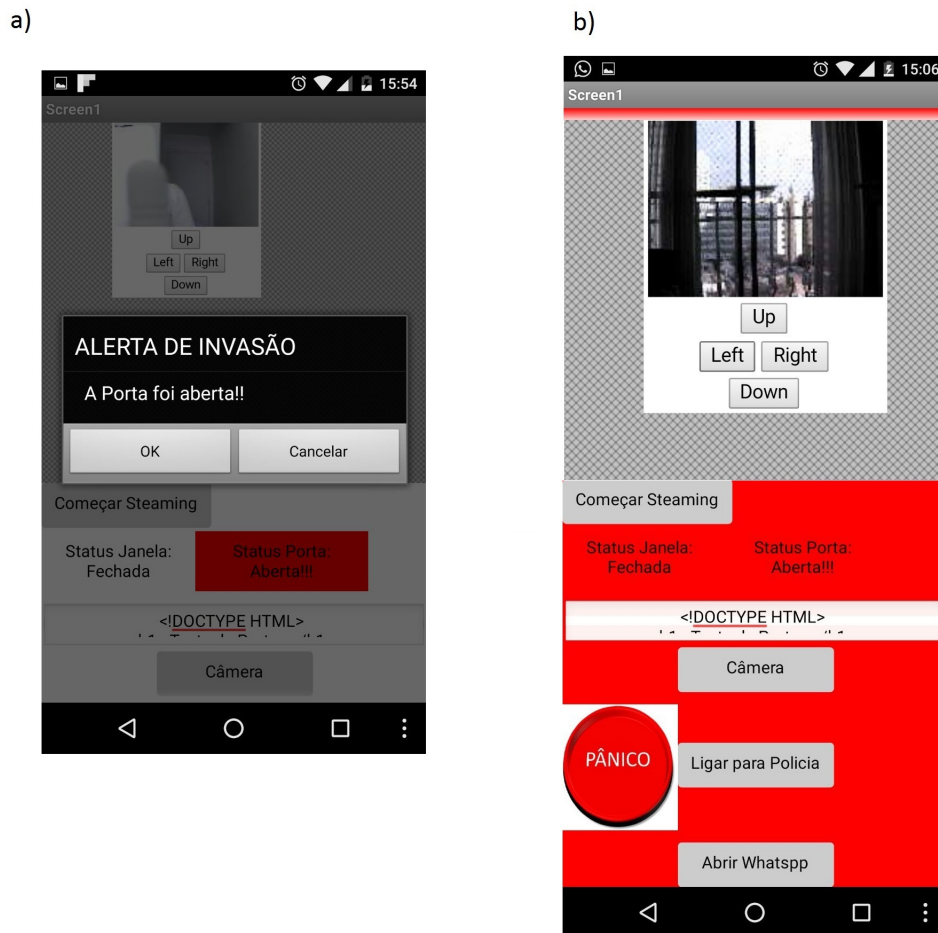 a)
15:54
Screen1
Up
Left Right
Down
ALERTA DE INVASÃO
A Porta foi aberta!!
OK Cancelar
Começar Steaming
Status Janela: Status Porta:
Fechada Aberta!!!
<!DOCTYPE HTML>
Câmera
b)
15:06
Screen1
Up
Left Right
Down
Começar Steaming
Status Janela: Status Porta:
Fechada Aberta!!!
<!DOCTYPE HTML>
Câmera
PÂNICO
Ligar para Policia
Abrir Whatspp